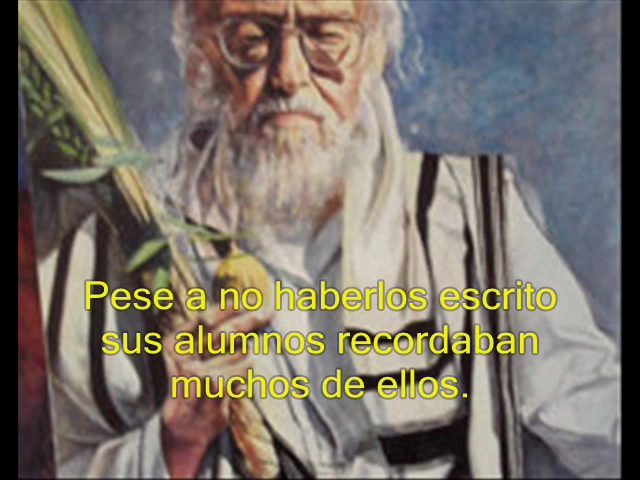 Pese a no haberlos escrito
sus alumnos recordaban
muchos de ellos.